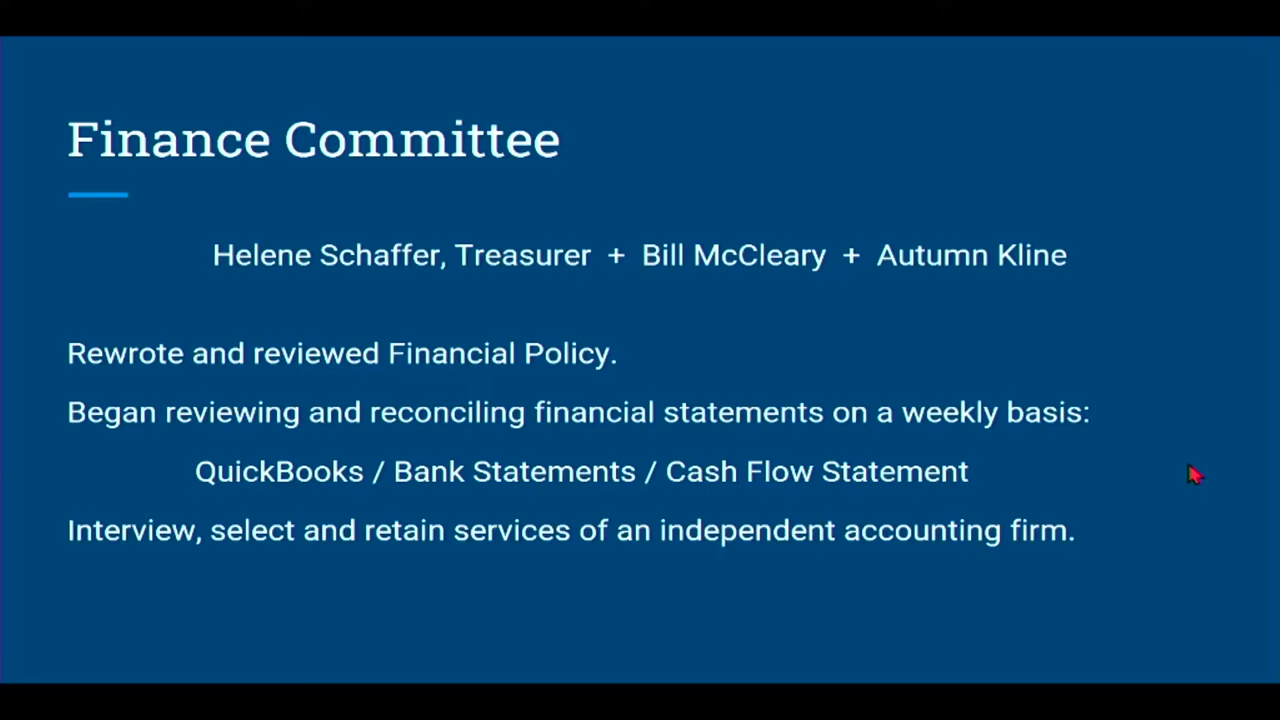 Finance Committee
Helene Schaffer, Treasurer + Bill McCleary + Autumn Kline
Rewrote and reviewed Financial Policy.
Began reviewing and reconciling financial statements on a weekly basis:
QuickBooks / Bank Statements / Cash Flow Statement
Interview, select and retain services of an independent accounting firm.